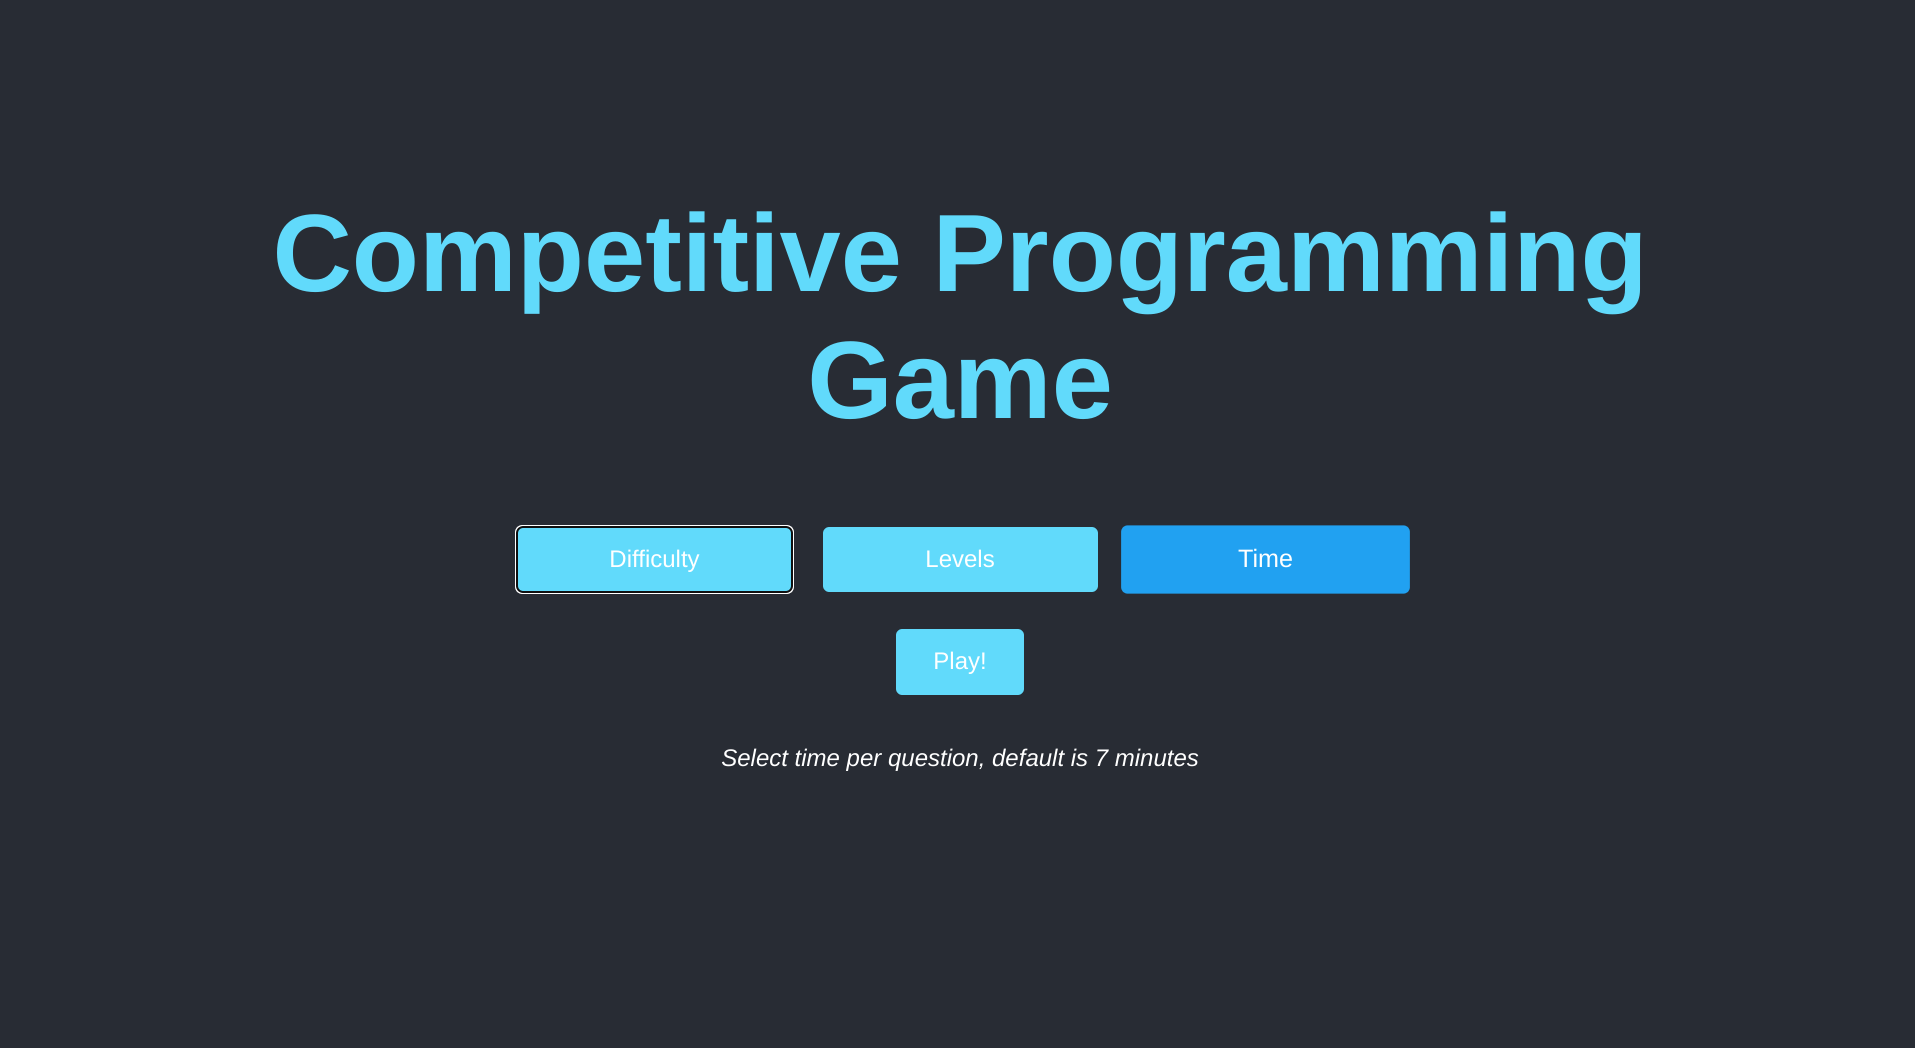 Competitive Programming
Game
Difficulty
Levels
Time
Play!
Select time per question, default is 7 minutes